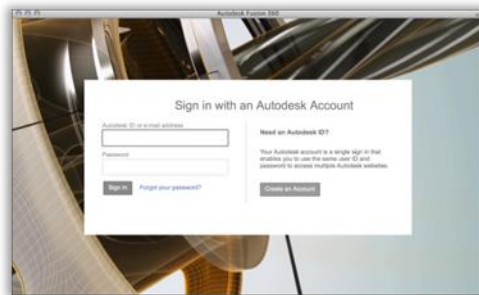 Autodesk Fusion 360
Sign in with an Autodesk Account
Autodesk ID or e-mail address
Password
Sign in
Forgot your password?
Need an Autodesk ID?
Your Autodesk account is a single sign in that
enables you to use the same user ID and
password to access multiple Autodesk websites.
Create an Account